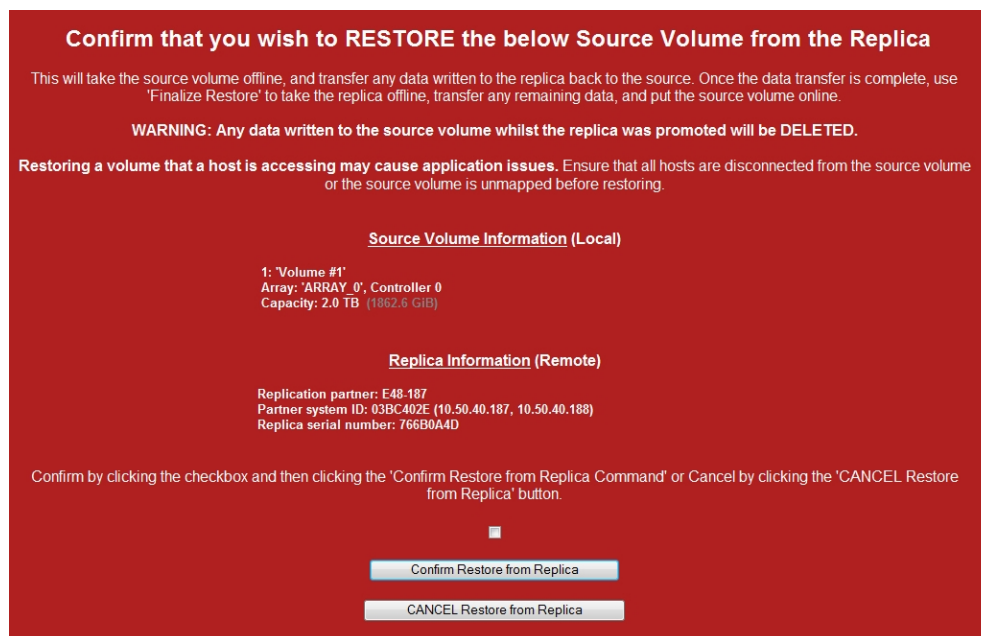 Confirm that you wish to RESTORE the below Source Volume from the Replica
This will take the source volume offline, and transfer any data written to the replica back to the source. Once the data transfer is complete, use
'Finalize Restore' to take the replica offline, transfer any remaining data, and put the source volume online.
WARNING: Any data written to the source volume whilst the replica was promoted will be DELETED.
Restoring a volume that a host is accessing may cause application issues. Ensure that all hosts are disconnected from the source volume
or the source volume is unmapped before restoring.
Source Volume Information (Local)
1: 'Volume #1'
Array: 'ARRAY_0', Controller 0
Capacity: 2.0 TB (1862.6 GiB)
Replica Information (Remote)
Replication partner: E48-187
Partner system ID: 03BC402E (10.50.40.187, 10.50.40.188)
Replica serial number: 766B0A4D
Confirm by clicking the checkbox and then clicking the 'Confirm Restore from Replica Command' or Cancel by clicking the 'CANCEL Restore
from Replica' button.
Confirm Restore from Replica
CANCEL Restore from Replica